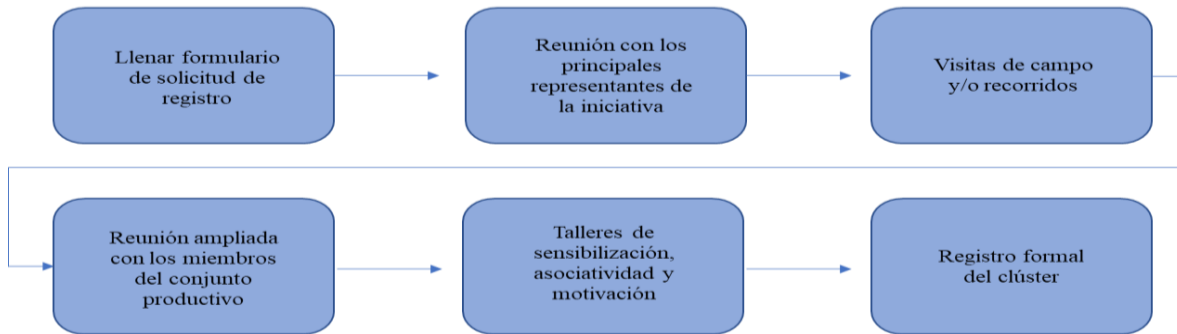 Llenar formulario
de solicitud de
registro
Reunión con los
principales
representantes de
la iniciativa
Visitas de campo
y/o recorridos
Reunión ampliada
con los miembros
del conjunto
productivo
Talleres de
sensibilización,
asociatividad y
motivación
Registro formal
del clúster